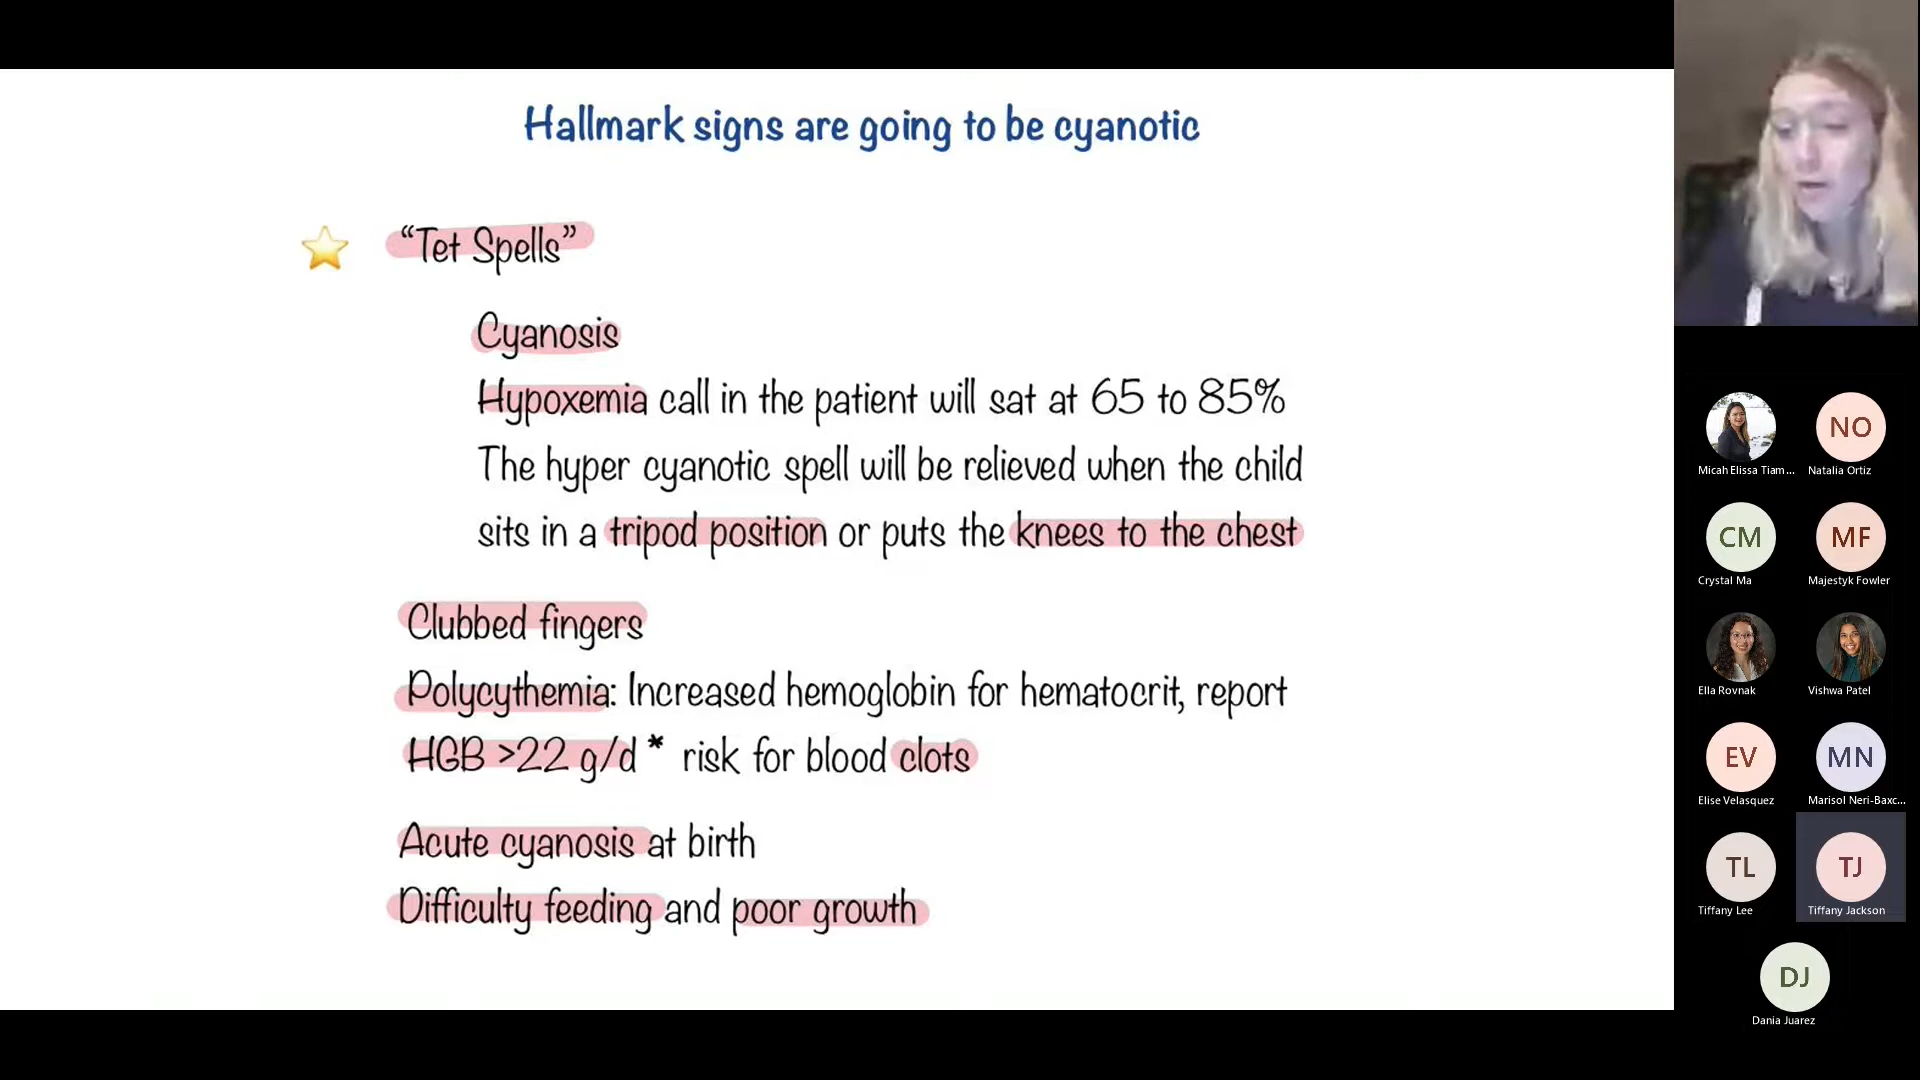 Hallmark signs are going to be cyanotic
“Tet Spells”
Cyanosis
Hypoxemia call in the patient will sat at 65 to 85%
The hyper cyanotic spell will be relieved when the child
sits in a tripod position or puts the knees to the chest
Clubbed fingers
Polycythemia: Increased hemoglobin for hematocrit, report
HGB >22 g/d * risk for blood clots
Acute cyanosis at birth
Difficulty feeding and poor growth
NO
Micah Elissa Tiam... Natalia Ortiz
CM MF
Crystal Ma Majestyk Fowler
Ella Rovnak Vishwa Patel
EV MN
Elise Velasquez Marisol Neri-Baxc...
TL TJ
Tiffany Lee Tiffany Jackson
DJ
Dania Juarez